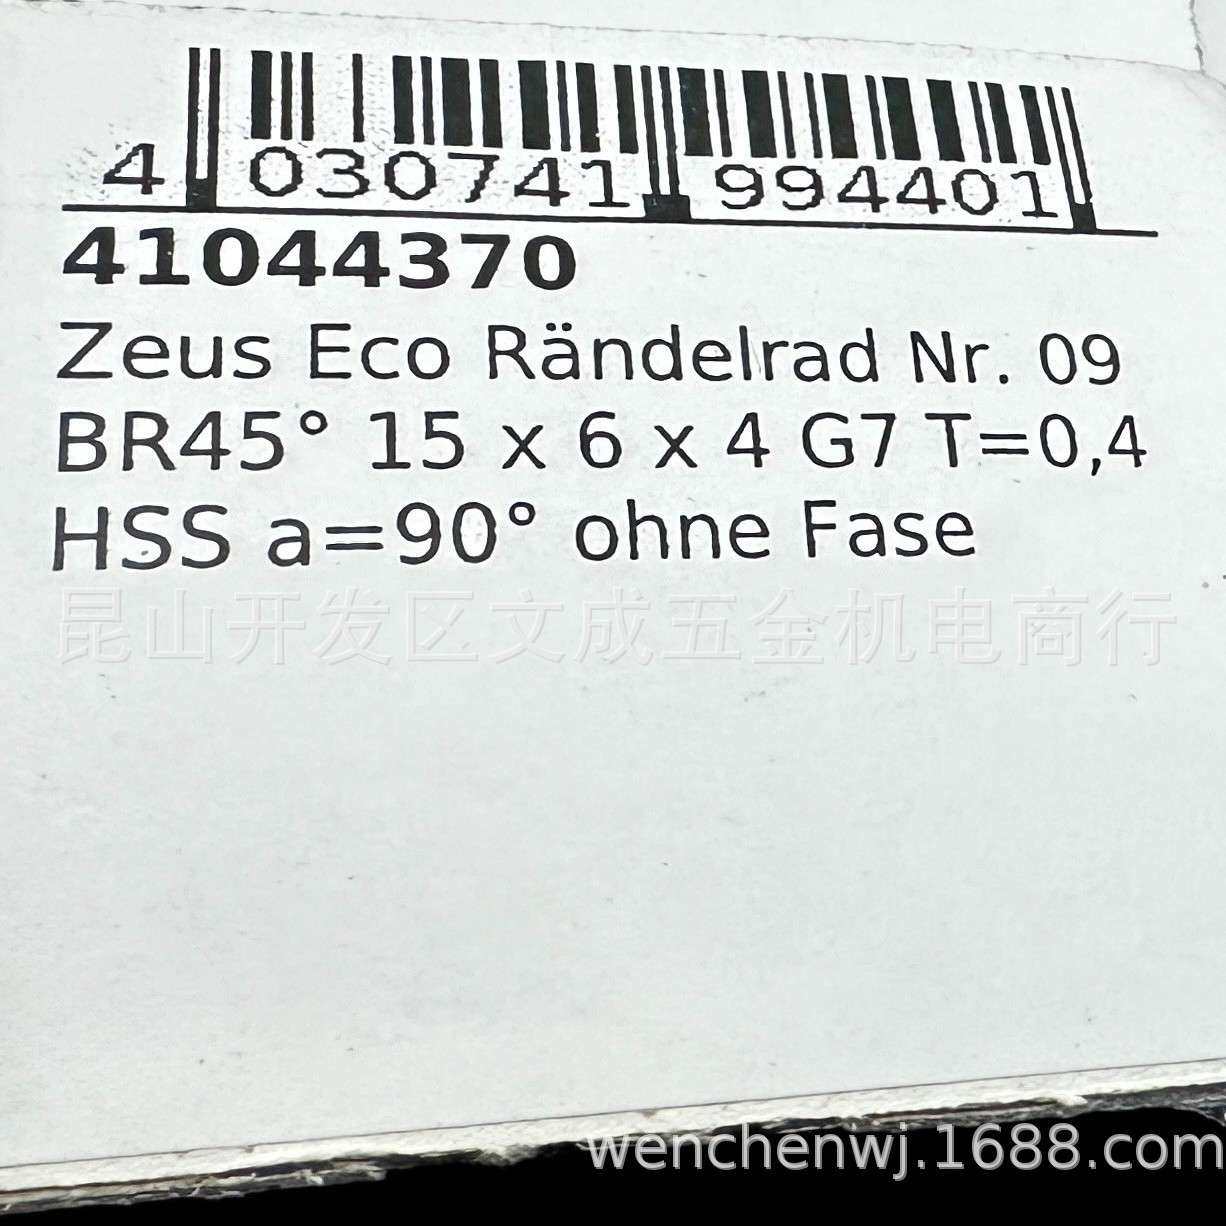 4 030741 994401
41044370
Zeus Eco Rändelrad Nr. 09
BR45° 15 x 6 x 4 G7 T=0,4
HSS a=90° ohne Fase
昆山开发区文成五金机电商行
wenchenwj.1688.com